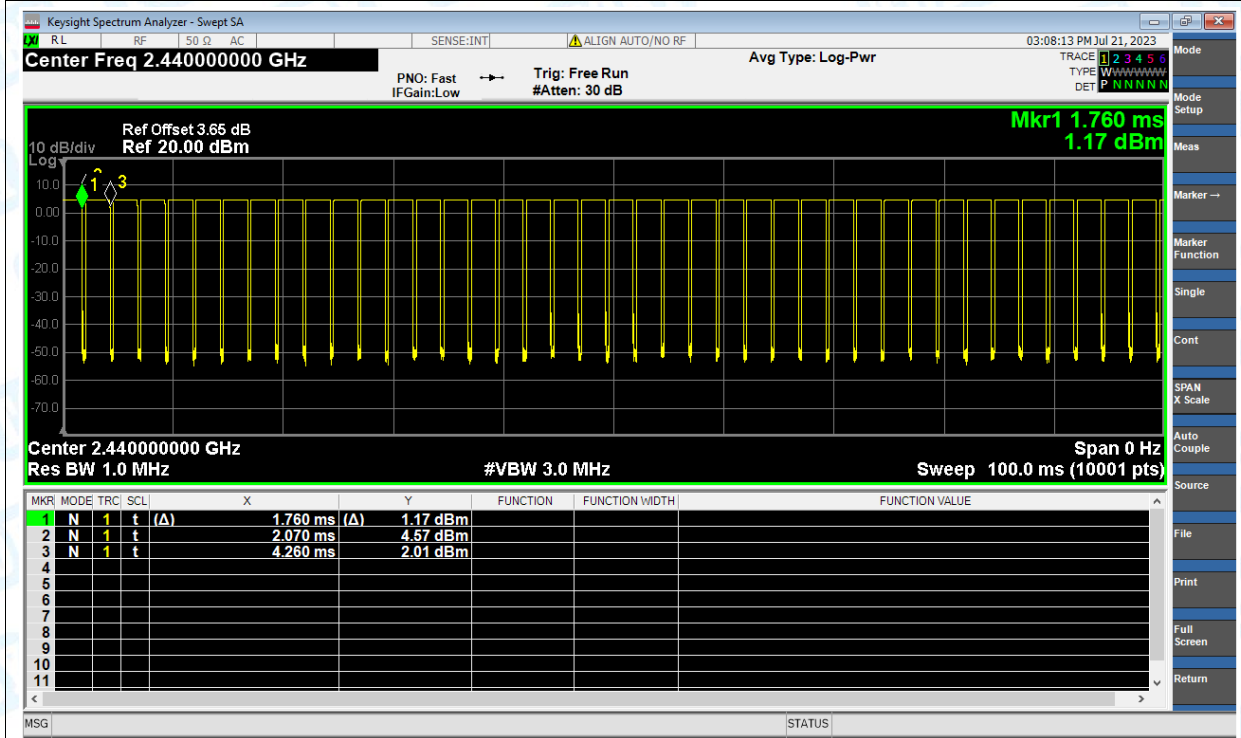 Keysight Spectrum Analyzer - Swept SA
LXI RL RF 50 Ω AC SENSE:INT ALIGN AUTO/NO RF 03:08:13 PM Jul 21, 2023
Center Freq 2.440000000 GHz
Avg Type: Log-Pwr
TRACE 1 2 3 4 5 6
TYPE WWWWWWW
DET P N N N N N
PNO: Fast Trig: Free Run
IFGain:Low #Atten: 30 dB
Mkr1 1.760 ms
1.17 dBm
Ref Offset 3.65 dB
10 dB/div Ref 20.00 dBm
Log
10.0
0.00
-10.0
-20.0
-30.0
-40.0
-50.0
-60.0
-70.0
1 3
Center 2.440000000 GHz Span 0 Hz
Res BW 1.0 MHz #VBW 3.0 MHz Sweep 100.0 ms (10001 pts)
MKR MODE TRC SCL X Y FUNCTION FUNCTION WIDTH FUNCTION VALUE
1 N 1 t (Δ) 1.760 ms (Δ) 1.17 dBm
2 N 1 t 2.070 ms 4.57 dBm
3 N 1 t 4.260 ms 2.01 dBm
4
5
6
7
8
9
10
11
MSG STATUS
Mode
Mode
Setup
Meas
Marker →
Marker
Function
Single
Cont
SPAN
X Scale
Auto
Couple
Source
File
Print
Full
Screen
Return